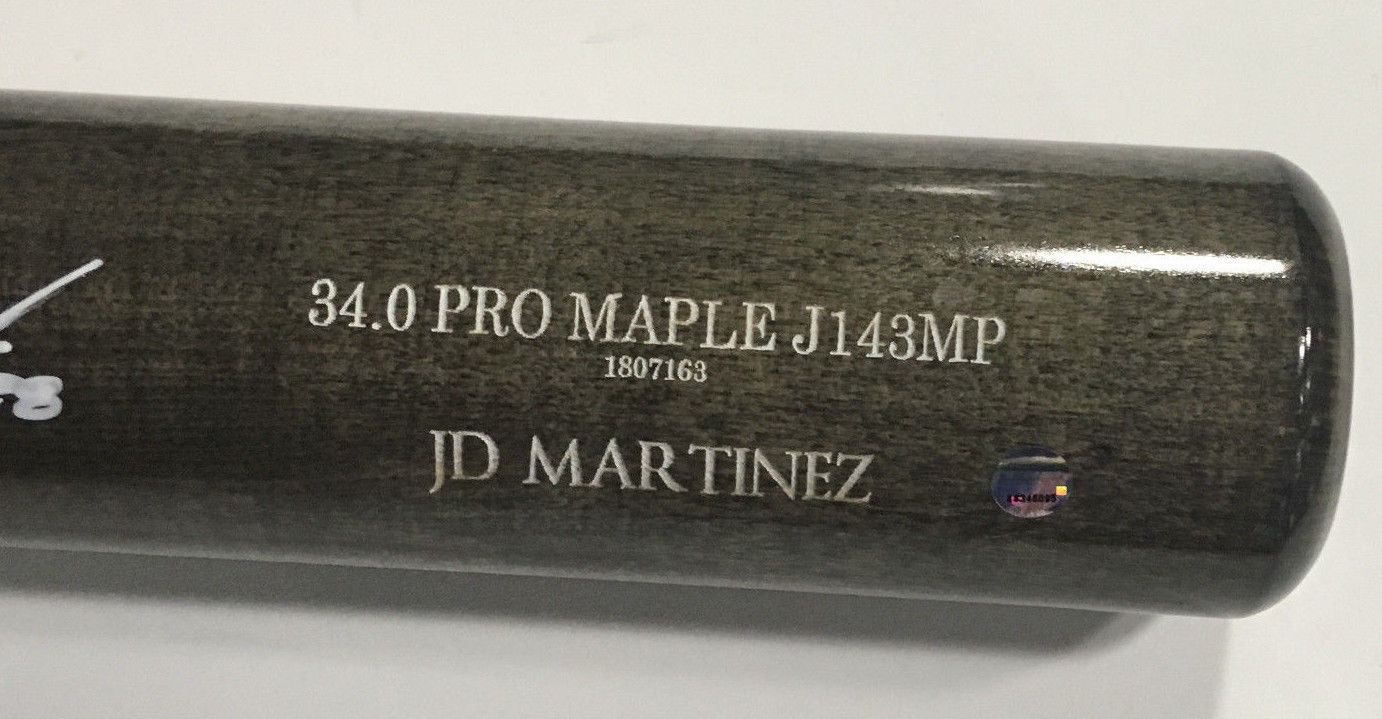 34.0 PRO MAPLE J143MP
1807163
JD MARTINEZ